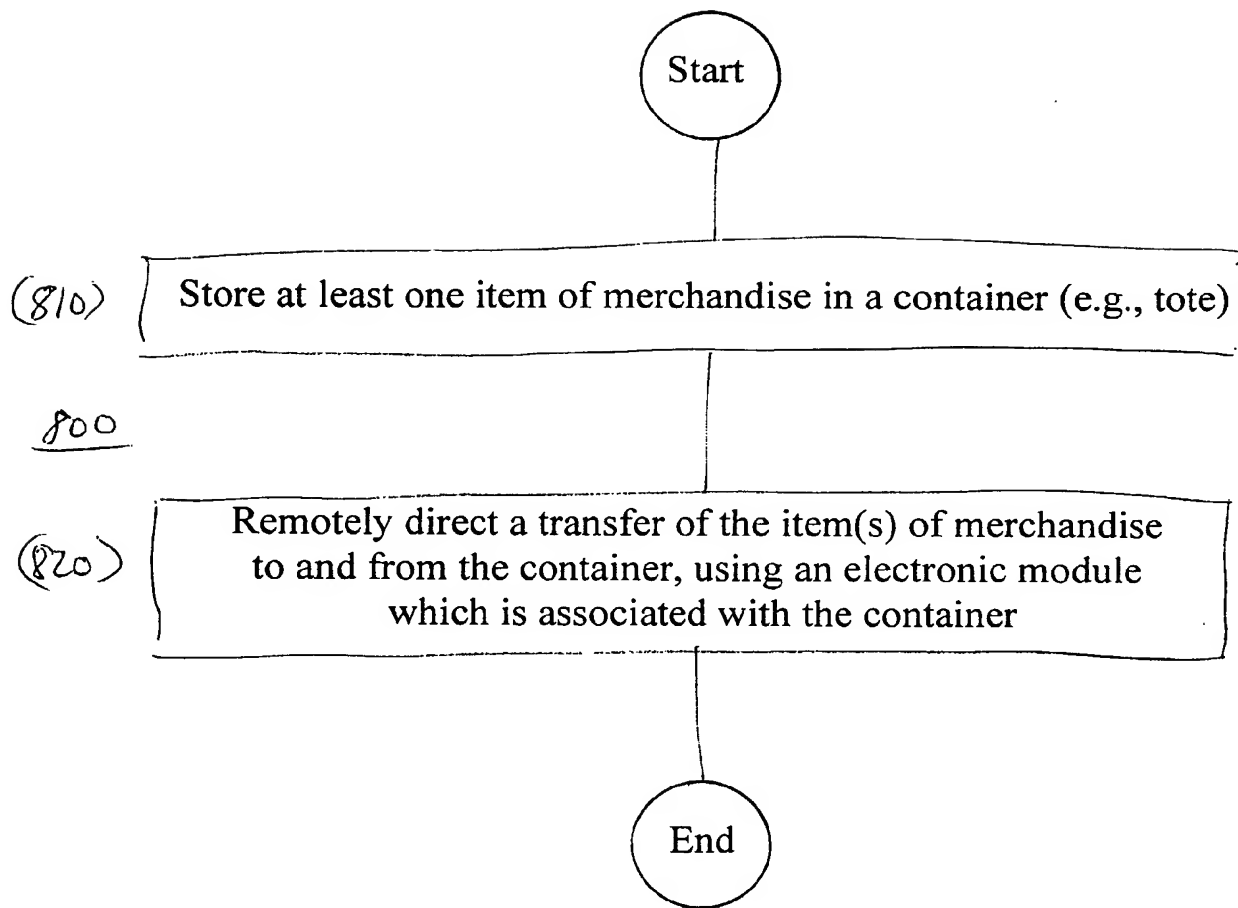 Start
(810) Store at least one item of merchandise in a container (e.g., tote)
800
Remotely direct a transfer of the item(s) of merchandise
(820) to and from the container, using an electronic module
which is associated with the container
End